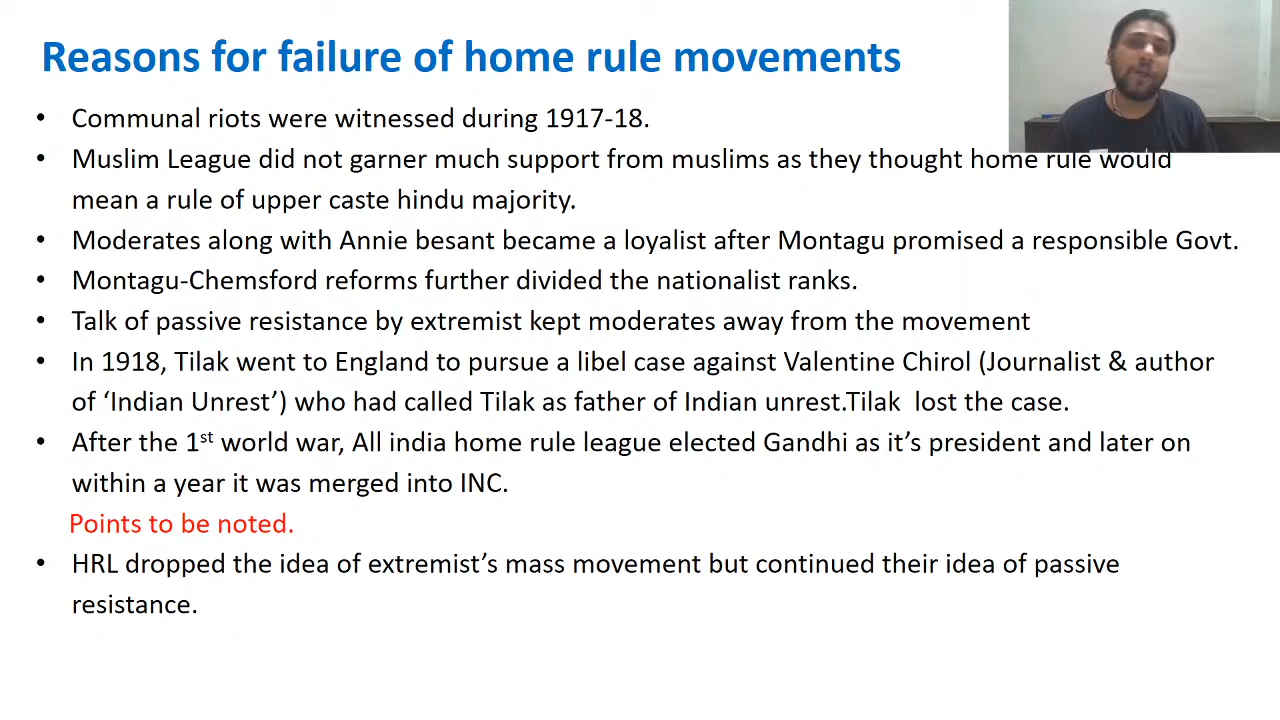 Reasons for failure of home rule movements
• Communal riots were witnessed during 1917-18.
• Muslim League did not garner much support from muslims as they thought home rule would
mean a rule of upper caste hindu majority.
• Moderates along with Annie besant became a loyalist after Montagu promised a responsible Govt.
• Montagu-Chemsford reforms further divided the nationalist ranks.
• Talk of passive resistance by extremist kept moderates away from the movement
• In 1918, Tilak went to England to pursue a libel case against Valentine Chirol (Journalist & author
of ‘Indian Unrest’) who had called Tilak as father of Indian unrest.Tilak lost the case.
• After the 1st world war, All india home rule league elected Gandhi as it’s president and later on
within a year it was merged into INC.
Points to be noted.
• HRL dropped the idea of extremist’s mass movement but continued their idea of passive
resistance.